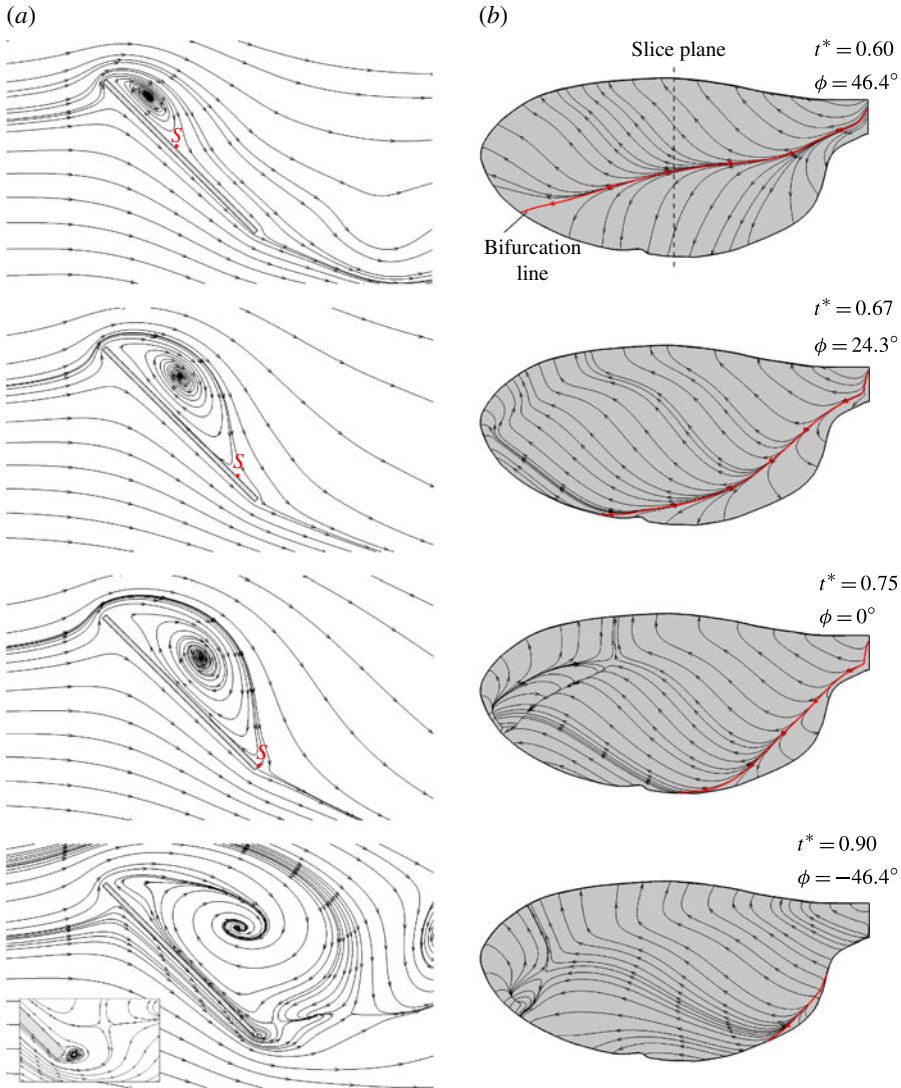 (a)
(b)
Slice plane
t* = 0.60
ϕ = 46.4°
S
Bifurcation
line
t* = 0.67
ϕ = 24.3°
S
t* = 0.75
ϕ = 0°
S
t* = 0.90
ϕ = −46.4°